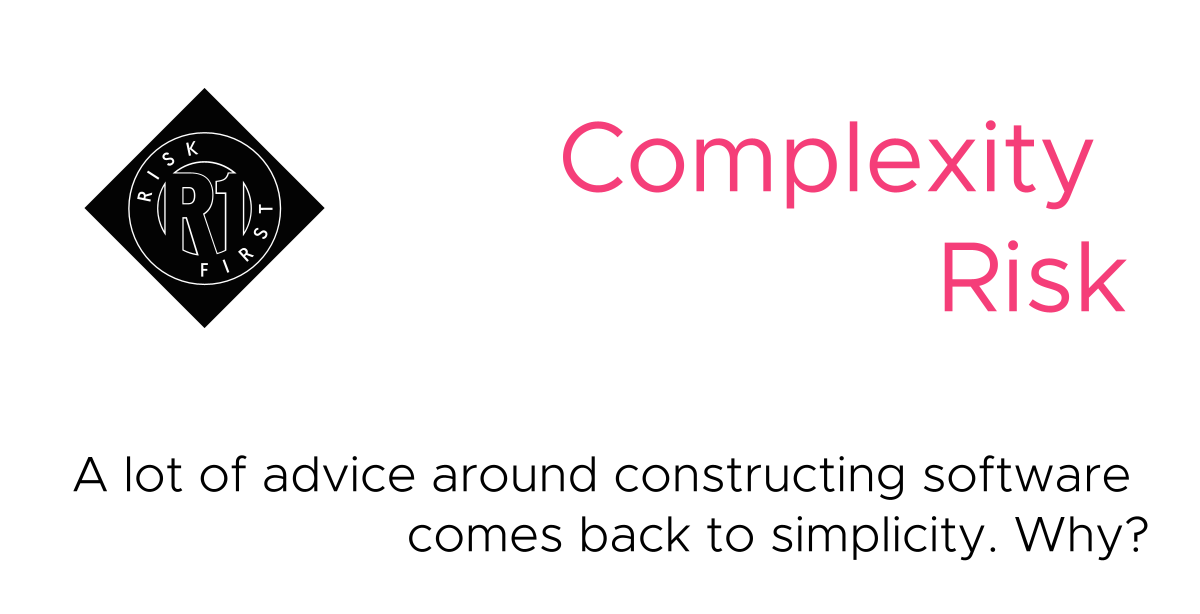 RISK
R1
FIRST
Complexity
Risk
A lot of advice around constructing software
comes back to simplicity. Why?